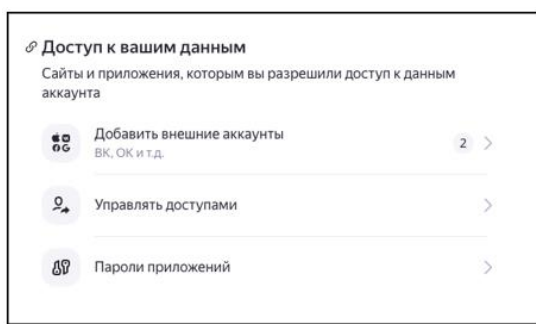 Доступ к вашим данным
Сайты и приложения, которым вы разрешили доступ к данным
аккаунта
Добавить внешние аккаунты
ВК, ОК и т.д.
2
Управлять доступами
Пароли приложений